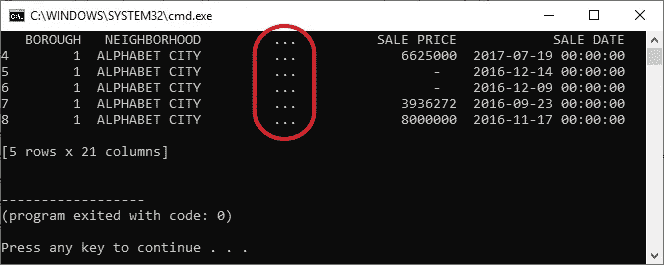 C:\WINDOWS\SYSTEM32\cmd.exe
BOROUGH NEIGHBORHOOD ... SALE PRICE SALE DATE
4 1 ALPHABET CITY ... 6625000 2017-07-19 00:00:00
5 1 ALPHABET CITY ... - 2016-12-14 00:00:00
6 1 ALPHABET CITY ... - 2016-12-09 00:00:00
7 1 ALPHABET CITY ... 3936272 2016-09-23 00:00:00
8 1 ALPHABET CITY ... 8000000 2016-11-17 00:00:00
[5 rows x 21 columns]
------------------
(program exited with code: 0)
Press any key to continue . . .